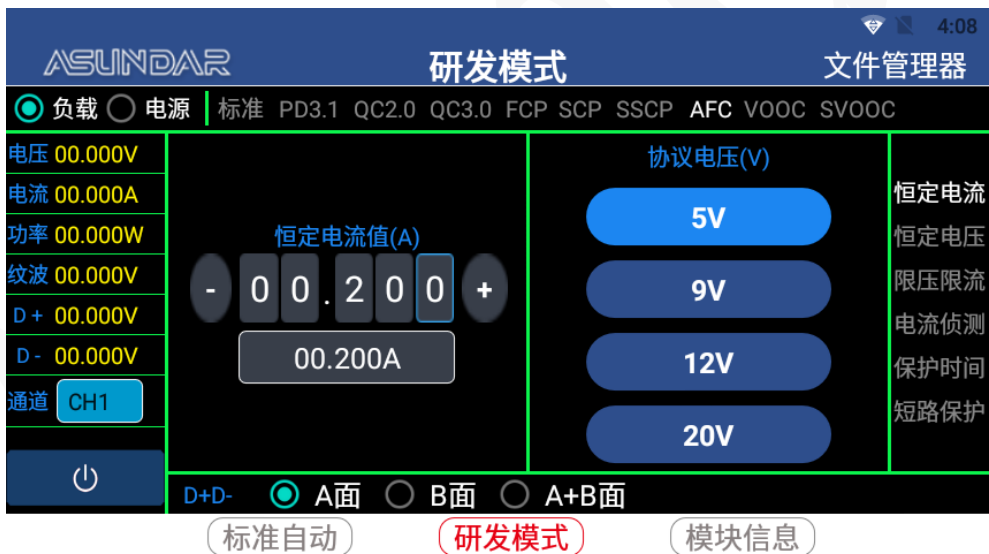 4:08
ASUNDAR 研发模式 文件管理器
负载 电源 标准 PD3.1 QC2.0 QC3.0 FCP SCP SSCP AFC VOOC SVOOC
电压 00.000V
电流 00.000A
功率 00.000W
纹波 00.000V
D+ 00.000V
D- 00.000V
通道 CH1
恒定电流值(A)
- 0 0 . 2 0 0 +
00.200A
协议电压(V)
5V
9V
12V
20V
恒定电流
恒定电压
限压限流
电流侦测
保护时间
短路保护
D+D- A面 B面 A+B面
标准自动 研发模式 模块信息